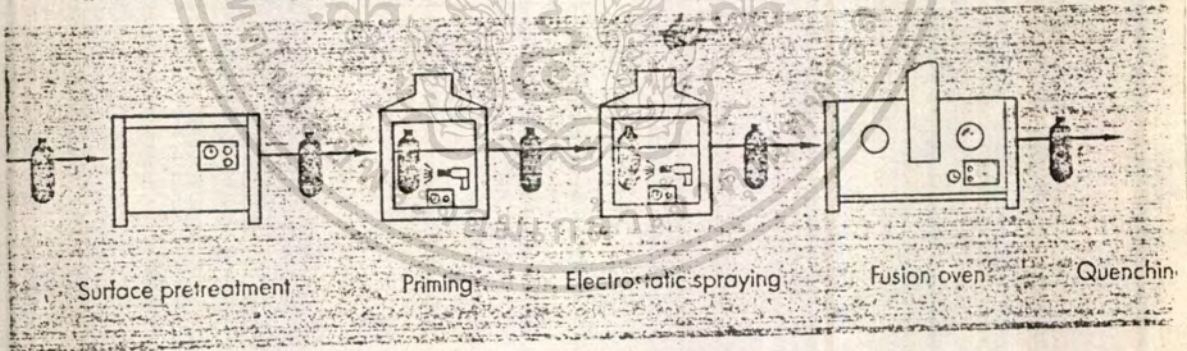 Surface pretreatment
Priming
Electrostatic spraying
Fusion oven
Quenchin